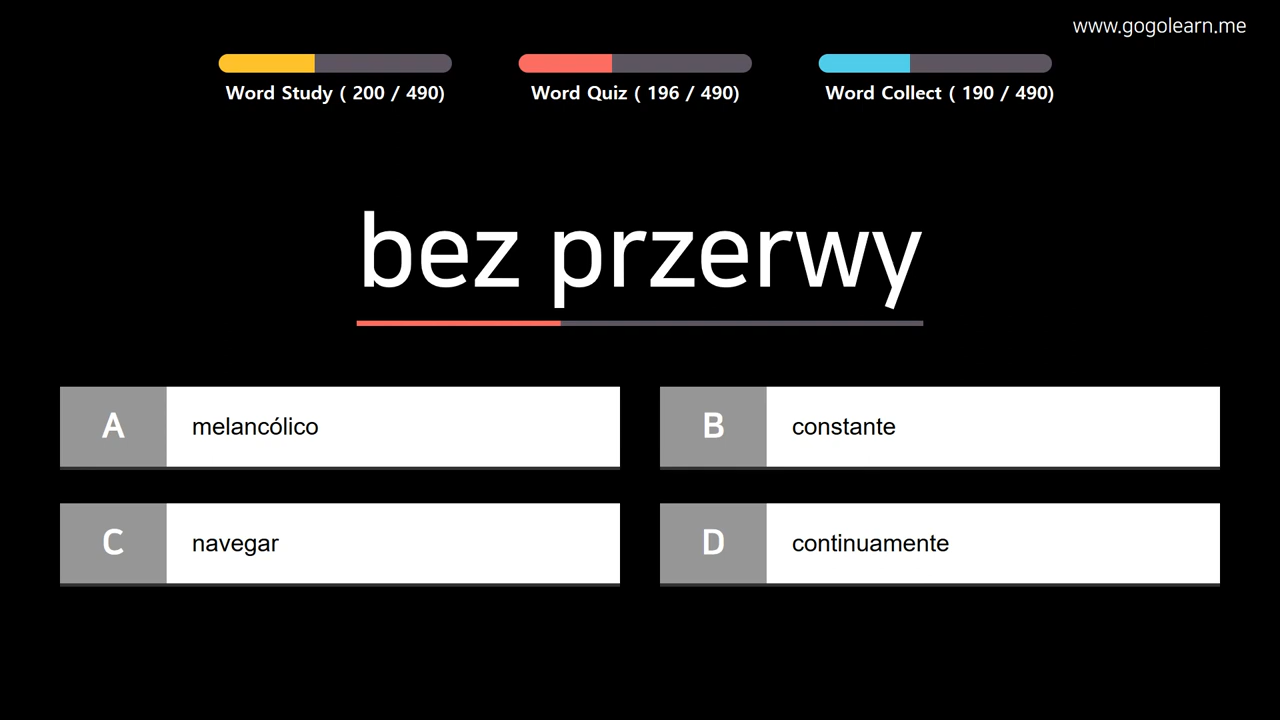 www.gogolearn.me
Word Study ( 200 / 490)
Word Quiz ( 196 / 490)
Word Collect ( 190 / 490)
bez przerwy
A melancólico
B constante
C navegar
D continuamente